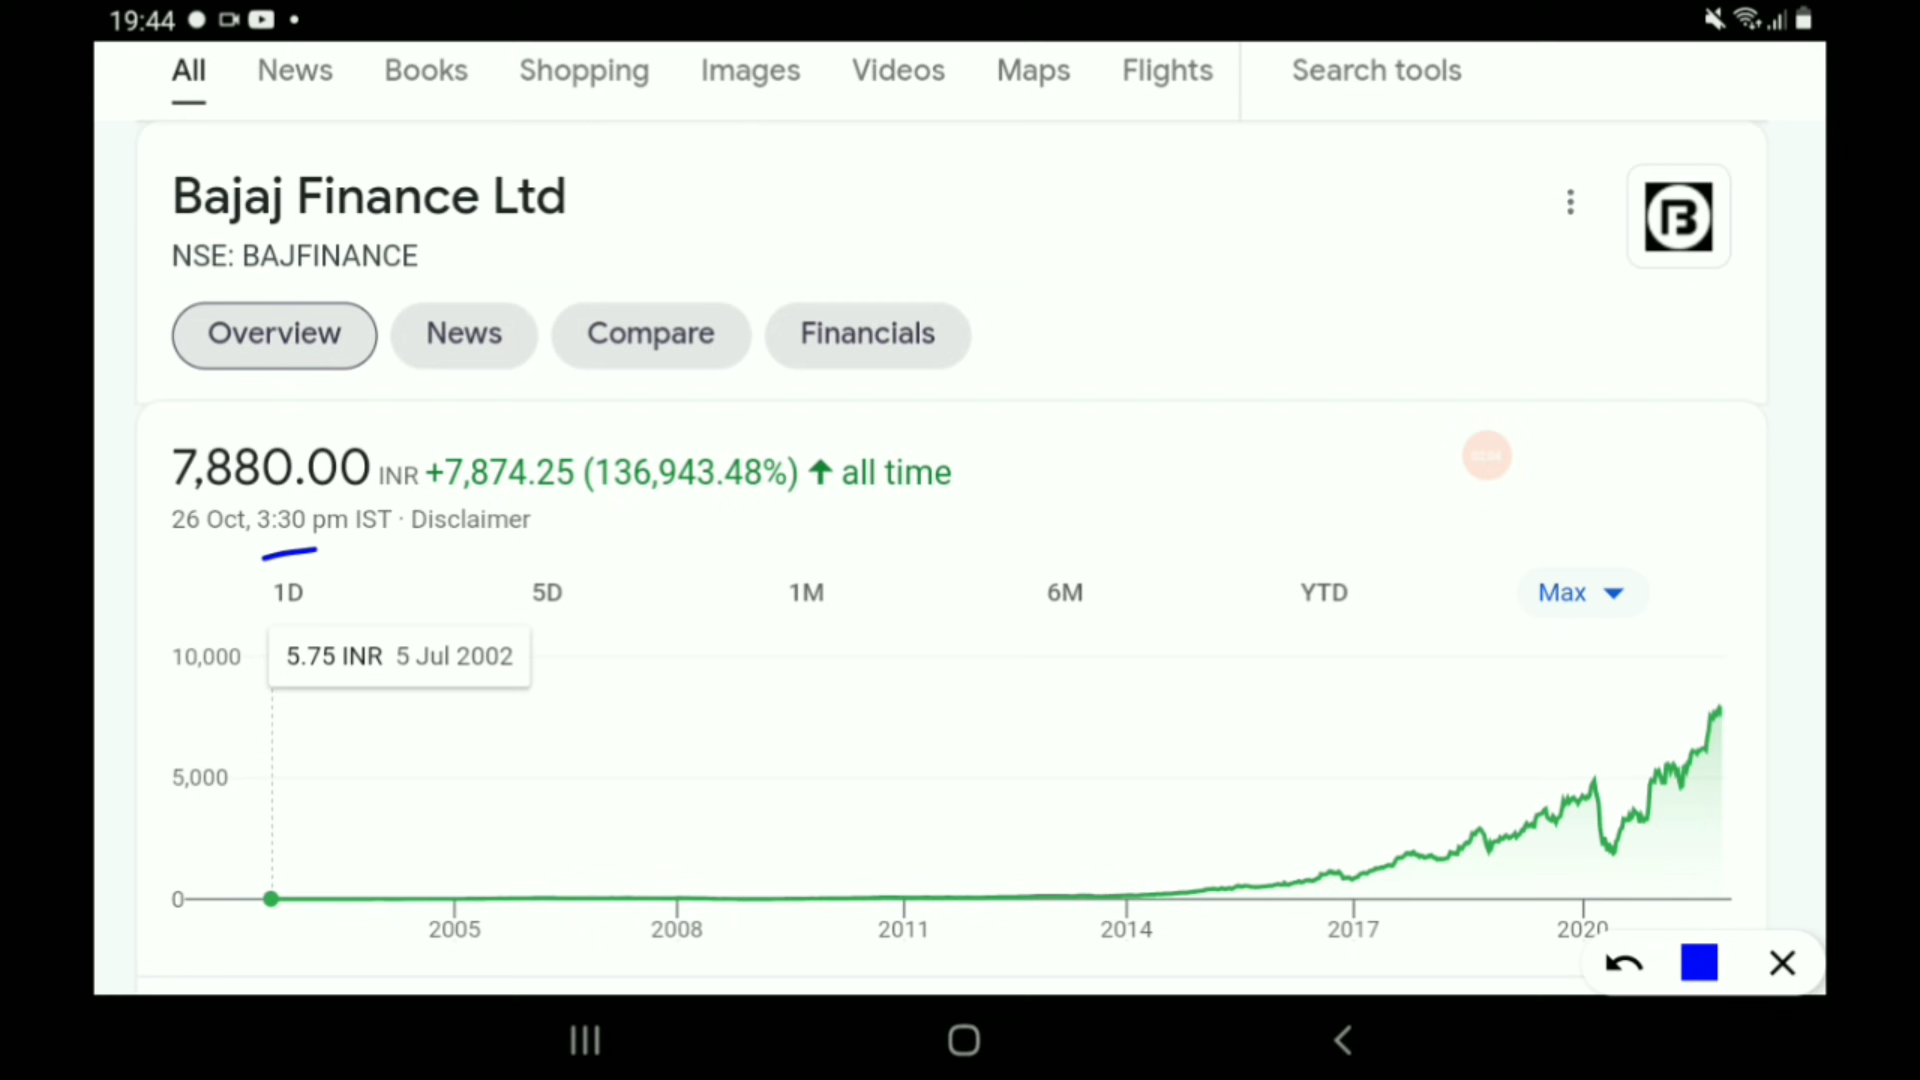 19:44
All News Books Shopping Images Videos Maps Flights Search tools
Bajaj Finance Ltd
NSE: BAJFINANCE
Overview News Compare Financials
7,880.00 INR +7,874.25 (136,943.48%) ↑ all time
26 Oct, 3:30 pm IST · Disclaimer
1D 5D 1M 6M YTD Max
10,000
5.75 INR 5 Jul 2002
5,000
0
2005 2008 2011 2014 2017 2020